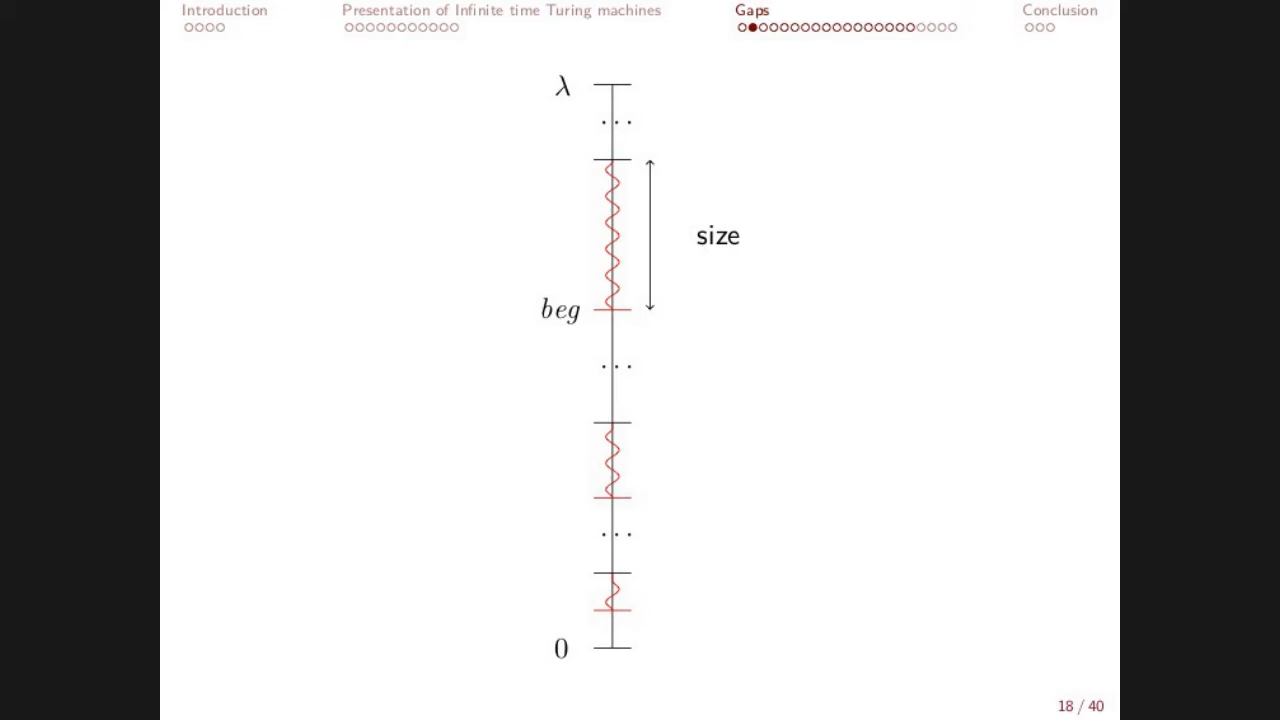 Introduction
Presentation of Infinite time Turing machines
Gaps
Conclusion
λ
...
size
beg
...
...
0
18 / 40